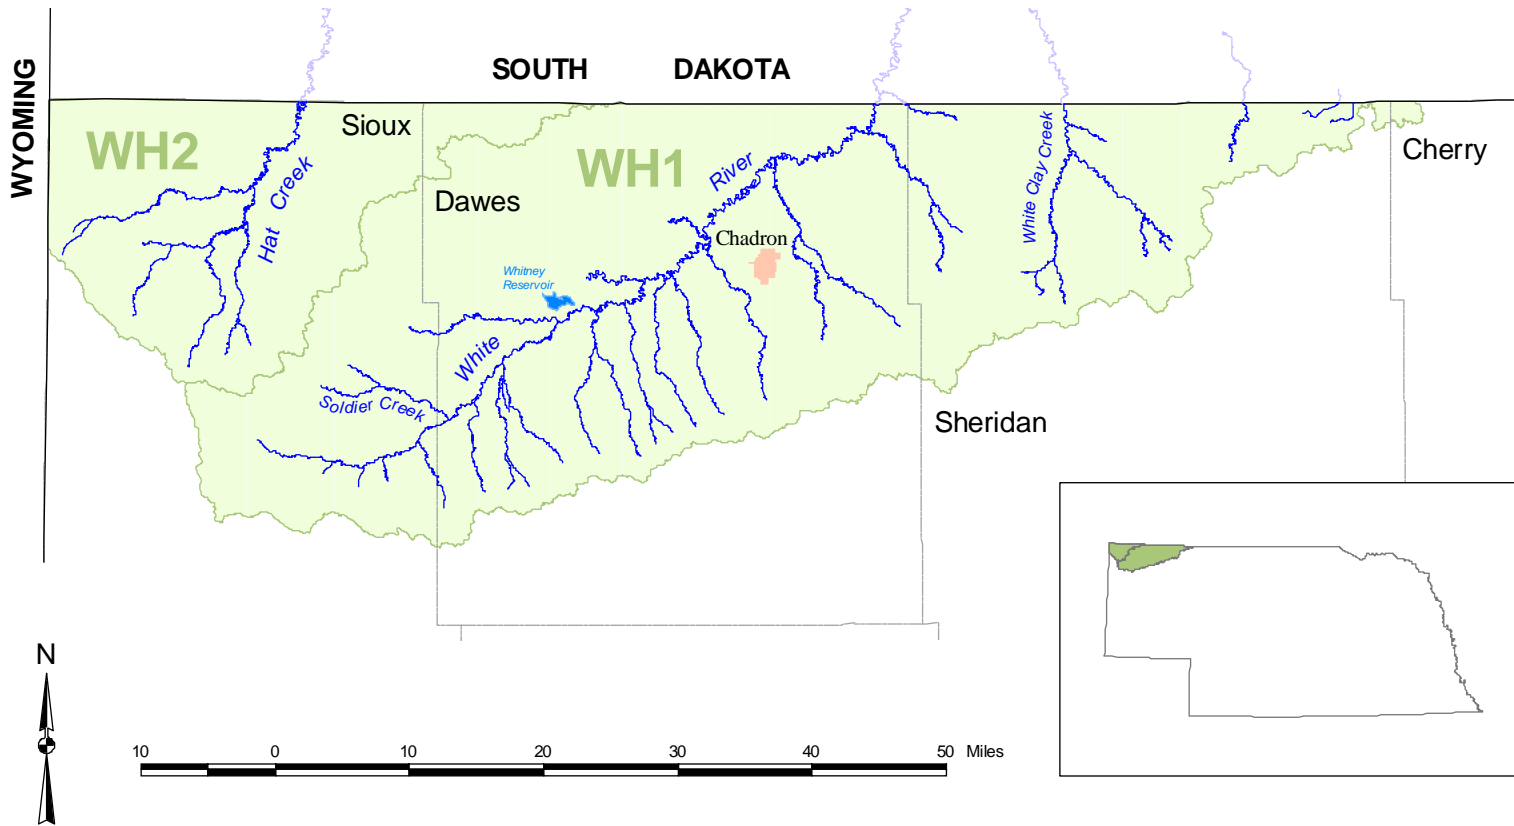 SOUTH DAKOTA
WYOMING
WH2
Sioux
WH1
Cherry
Dawes
River
White Clay Creek
Hat Creek
Chadron
Whitney
Reservoir
White
Soldier Creek
Sheridan
N
10 0 10 20 30 40 50 Miles